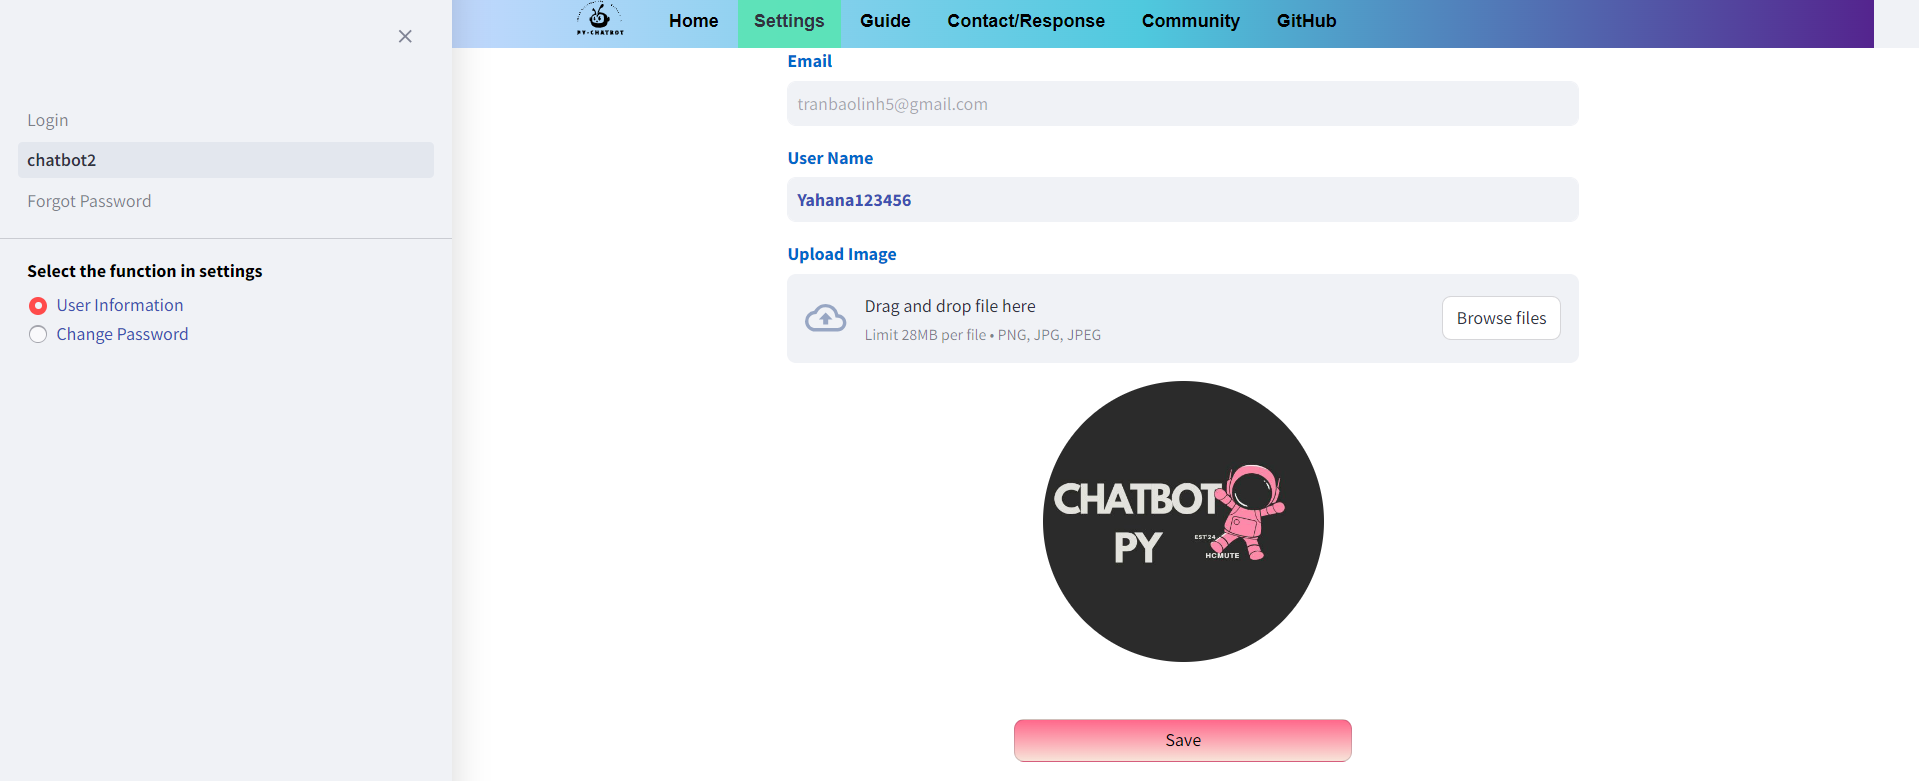 PY-CHATBOT
Home
Settings
Guide
Contact/Response
Community
GitHub
Login
chatbot2
Forgot Password
Select the function in settings
User Information
Change Password
Email
tranbaolinh5@gmail.com
User Name
Yahana123456
Upload Image
Drag and drop file here
Limit 28MB per file • PNG, JPG, JPEG
Browse files
CHATBOT
PY
EST'24
HCMUTE
Save